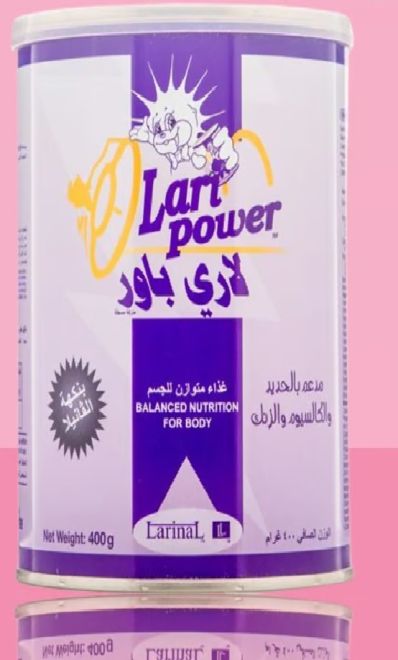 Lari
power
لاري باور
بنكهة
الڤانيلا
غذاء متوازن للجسم
BALANCED NUTRITION
FOR BODY
مدعم بالحديد
والكالسيوم والزنك
Net Weight: 400g
LarinaL
الوزن الصافي ٤٠٠ غرام